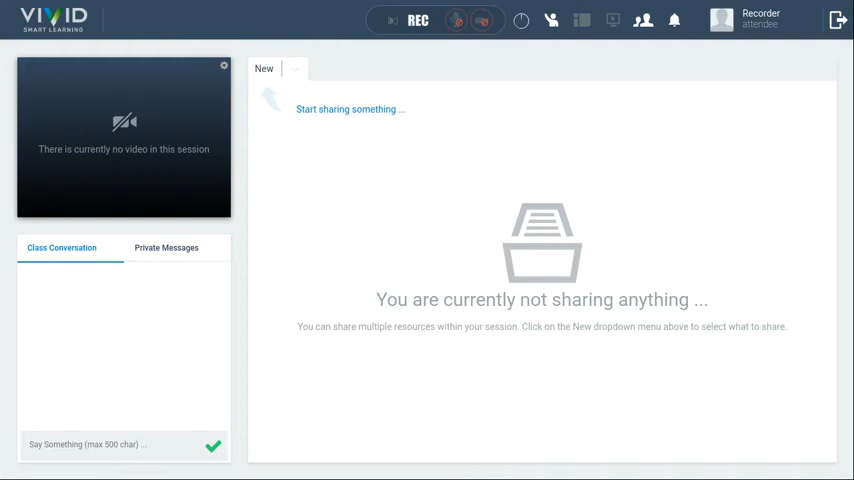 VIVID
SMART LEARNING
REC
Recorder
attendee
There is currently no video in this session
New
Start sharing something ...
Class Conversation
Private Messages
You are currently not sharing anything ...
You can share multiple resources within your session. Click on the New dropdown menu above to select what to share.
Say Something (max 500 char) ...